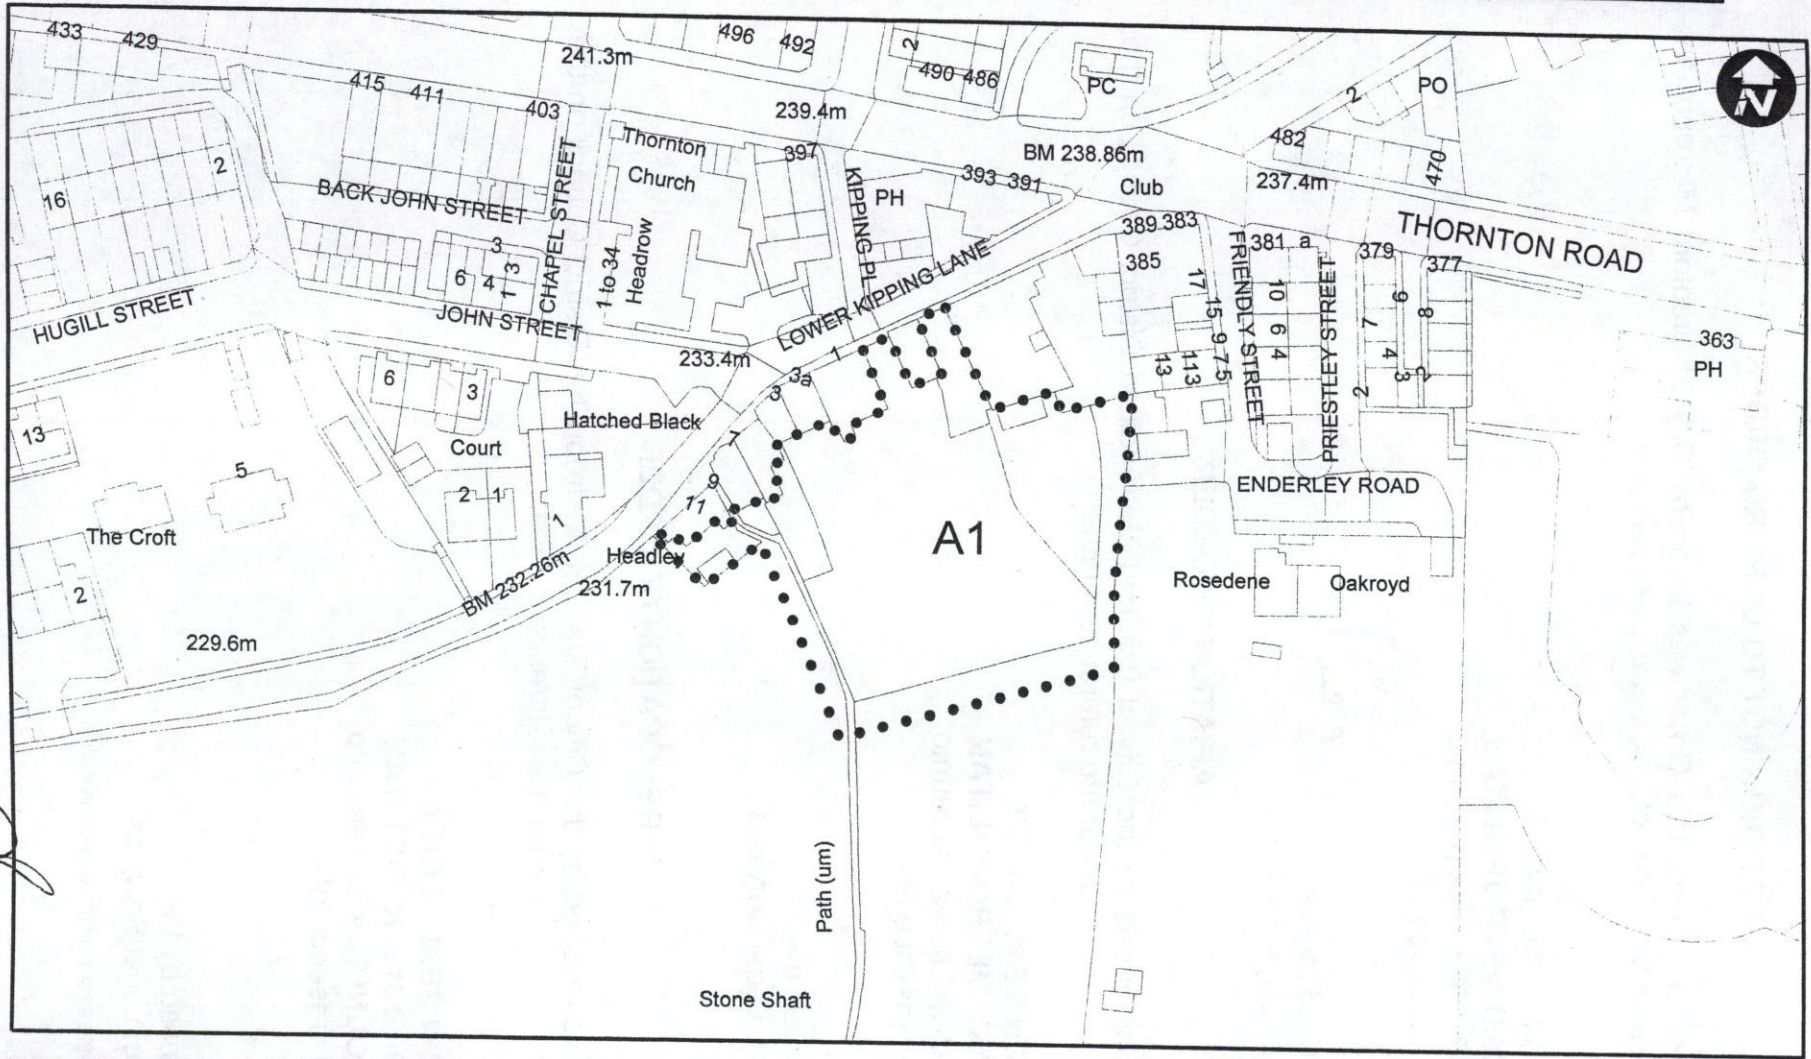 433
429
496
492
2
490 486
241.3m
PC
PO
2
N
415
411
403
239.4m
482
470
Thornton
Church
397
BM 238.86m
393 391
Club
237.4m
16
2
BACK JOHN STREET
CHAPEL STREET
1 to 34
Headrow
KIPPING PL
PH
389 383
385
THORNTON ROAD
381 a
379
377
3
6 4 1 3
HUGILL STREET
JOHN STREET
LOWER KIPPING LANE
17
15
9
7
5
13
113
FRIENDLY STREET
10
6
4
PRIESTLEY STREET
7
4
2
6
8
3
2
363
PH
233.4m
1
3a
3
6
3
Hatched Black
13
5
Court
2 1
7
9
11
1
ENDERLEY ROAD
A1
The Croft
2
Headley
BM 232.26m
231.7m
Rosedene
Oakroyd
229.6m
Path (um)
Stone Shaft